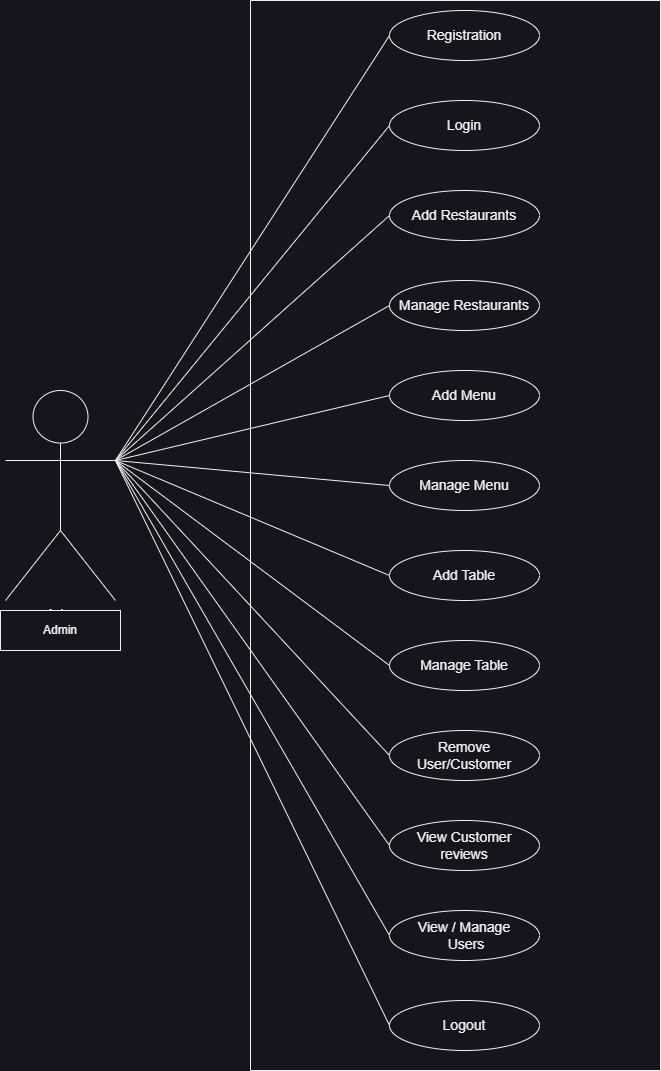 Registration
Login
Add Restaurants
Manage Restaurants
Add Menu
Manage Menu
Add Table
Admin
Manage Table
Remove
User/Customer
View Customer
reviews
View / Manage
Users
Logout